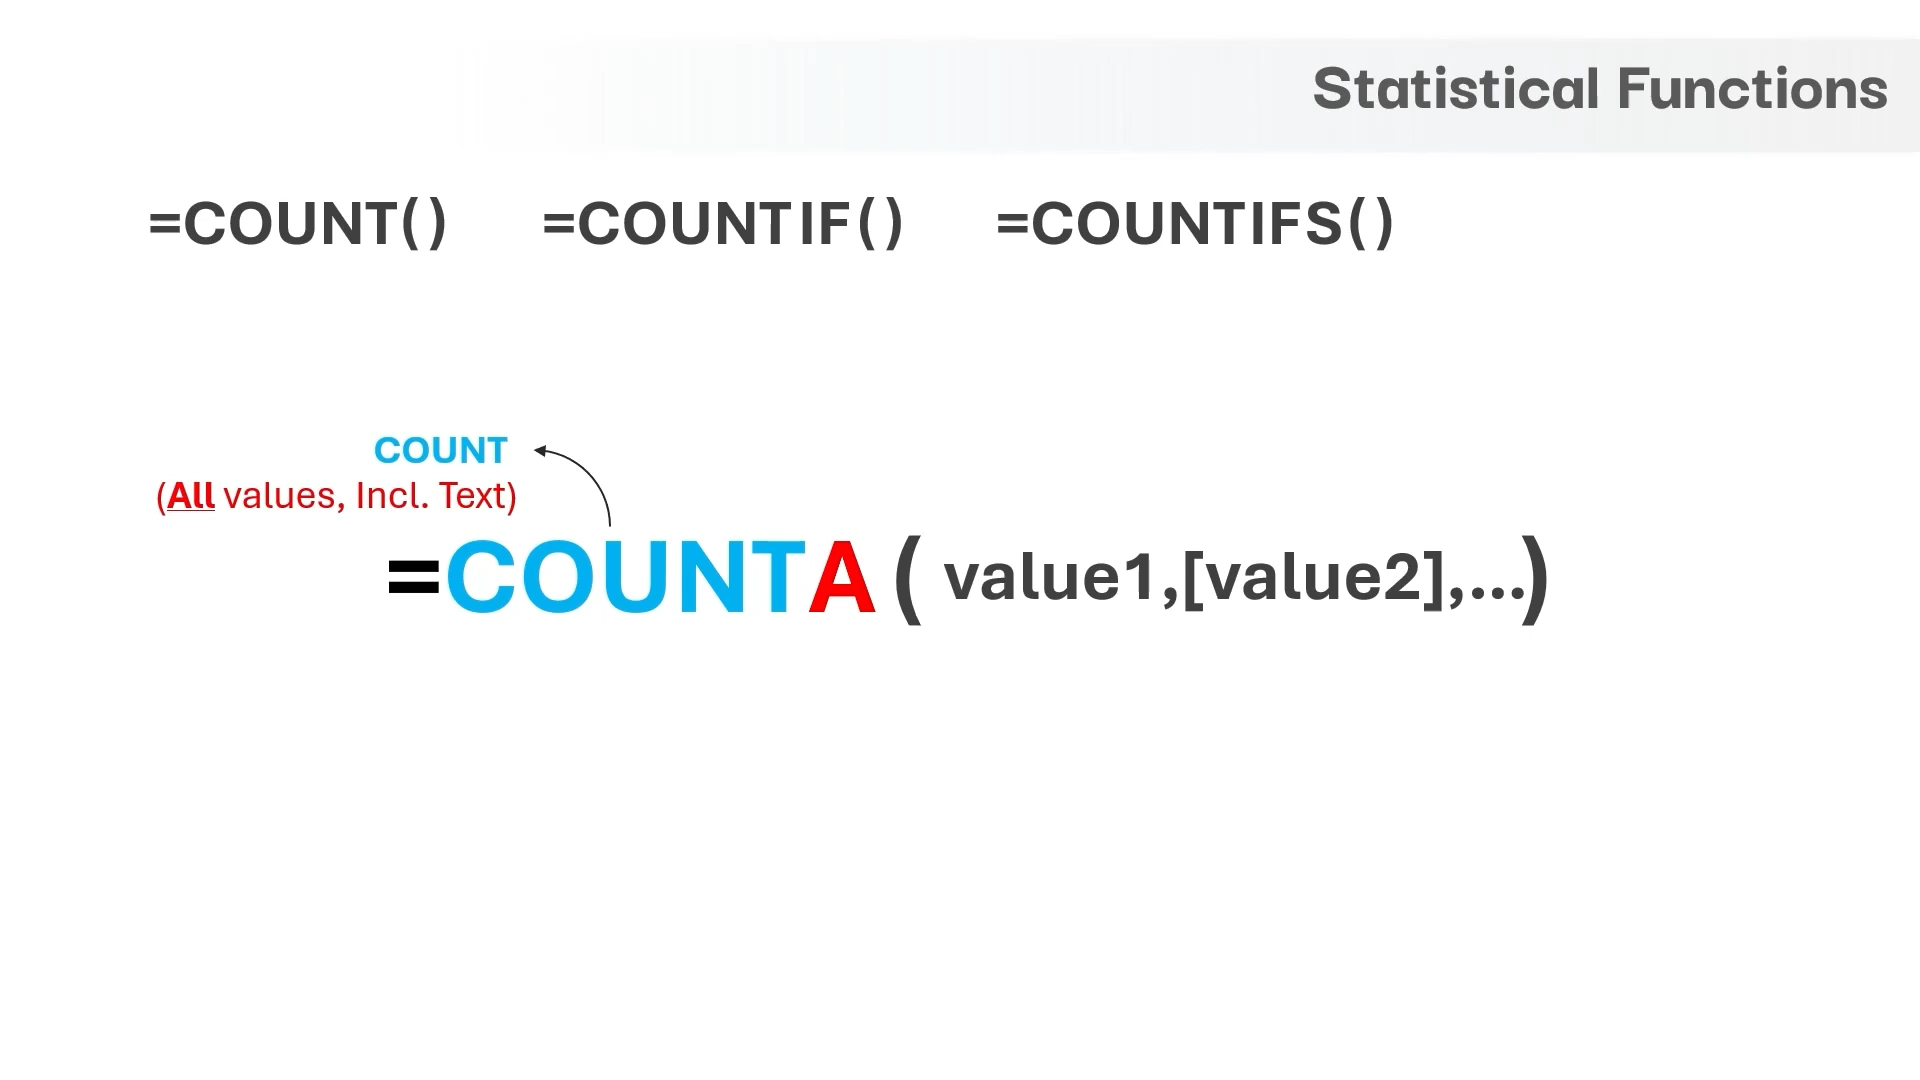 Statistical Functions
=COUNT() =COUNTIF() =COUNTIFS()
COUNT
(All values, Incl. Text)
=COUNTA( value1,[value2],...)